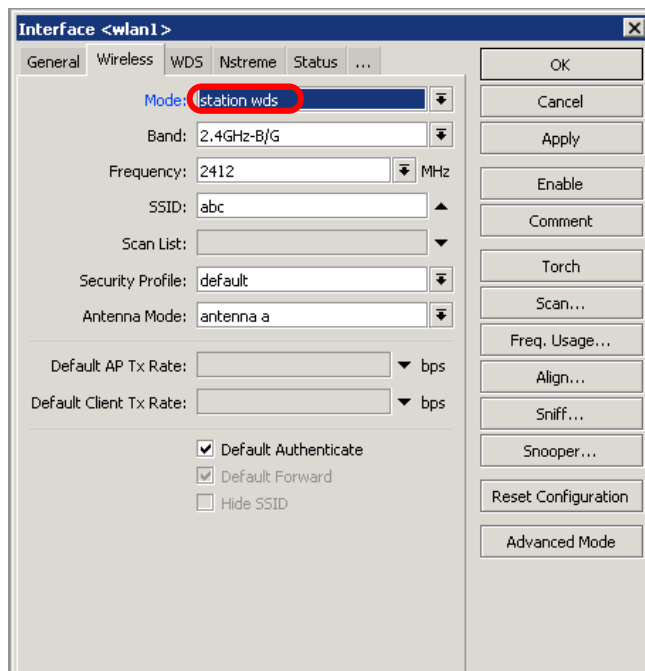 Interface <wlan1>
General Wireless WDS Nstreme Status ...
Mode: station wds
Band: 2.4GHz-B/G
Frequency: 2412 MHz
SSID: abc
Scan List:
Security Profile: default
Antenna Mode: antenna a
Default AP Tx Rate: bps
Default Client Tx Rate: bps
Default Authenticate
Default Forward
Hide SSID
OK
Cancel
Apply
Enable
Comment
Torch
Scan...
Freq. Usage...
Align...
Sniff...
Snooper...
Reset Configuration
Advanced Mode